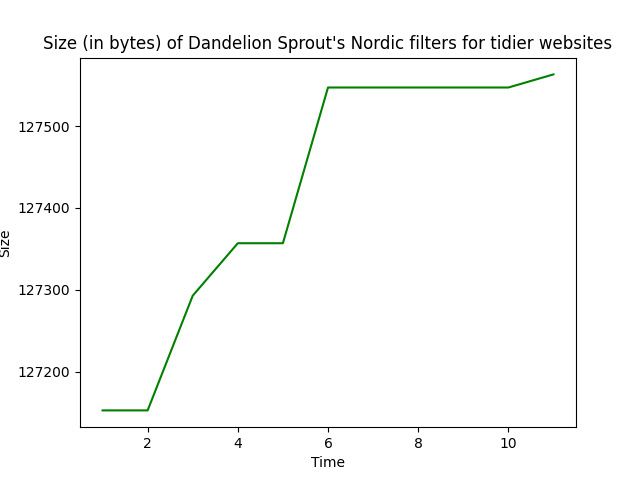 Size (in bytes) of Dandelion Sprout's Nordic filters for tidier websites
127500
127400
127300
127200
Size
2 4 6 8 10
Time